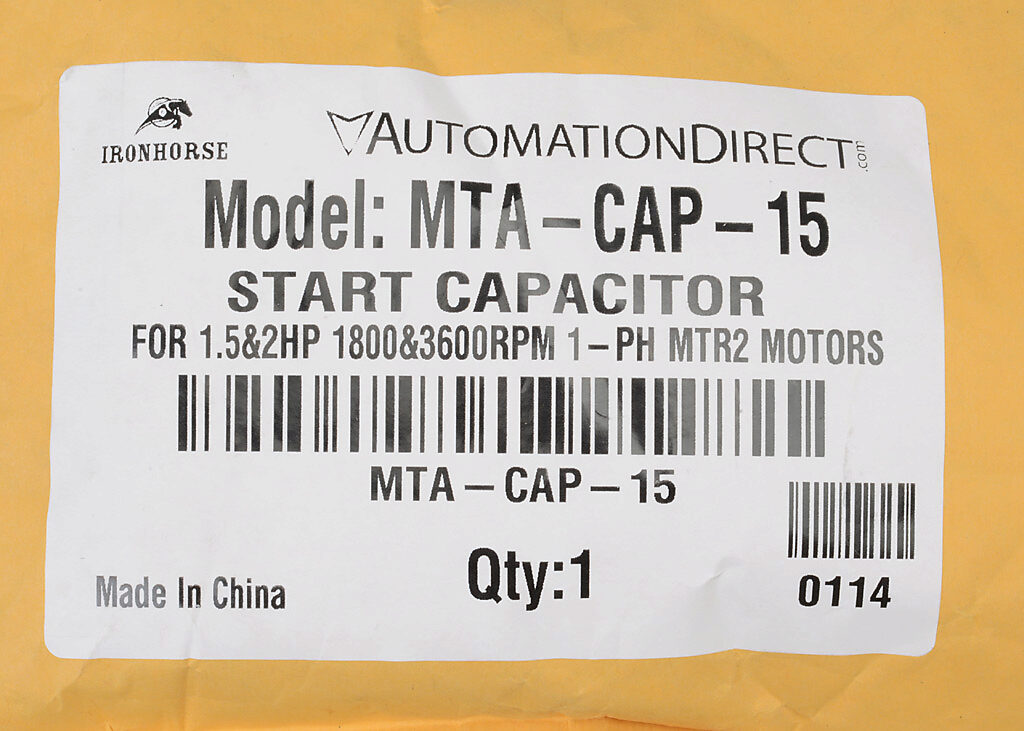 IRONHORSE
AUTOMATIONDIRECT.com
Model: MTA-CAP-15
START CAPACITOR
FOR 1.5&2HP 1800&3600RPM 1-PH MTR2 MOTORS
MTA-CAP-15
Qty:1
Made In China
0114